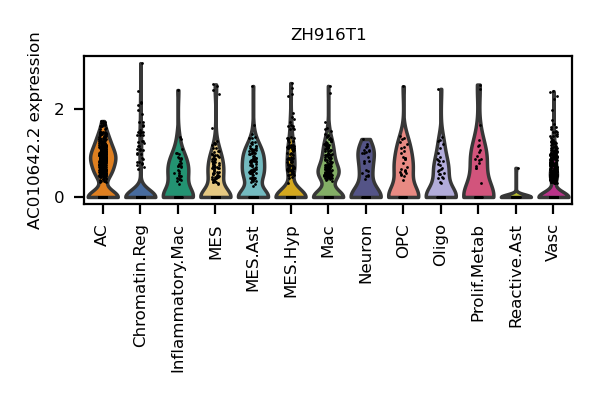 ZH916T1
AC010642.2 expression
2
0
AC
Chromatin.Reg
Inflammatory.Mac
MES
MES.Ast
MES.Hyp
Mac
Neuron
OPC
Oligo
Prolif.Metab
Reactive.Ast
Vasc